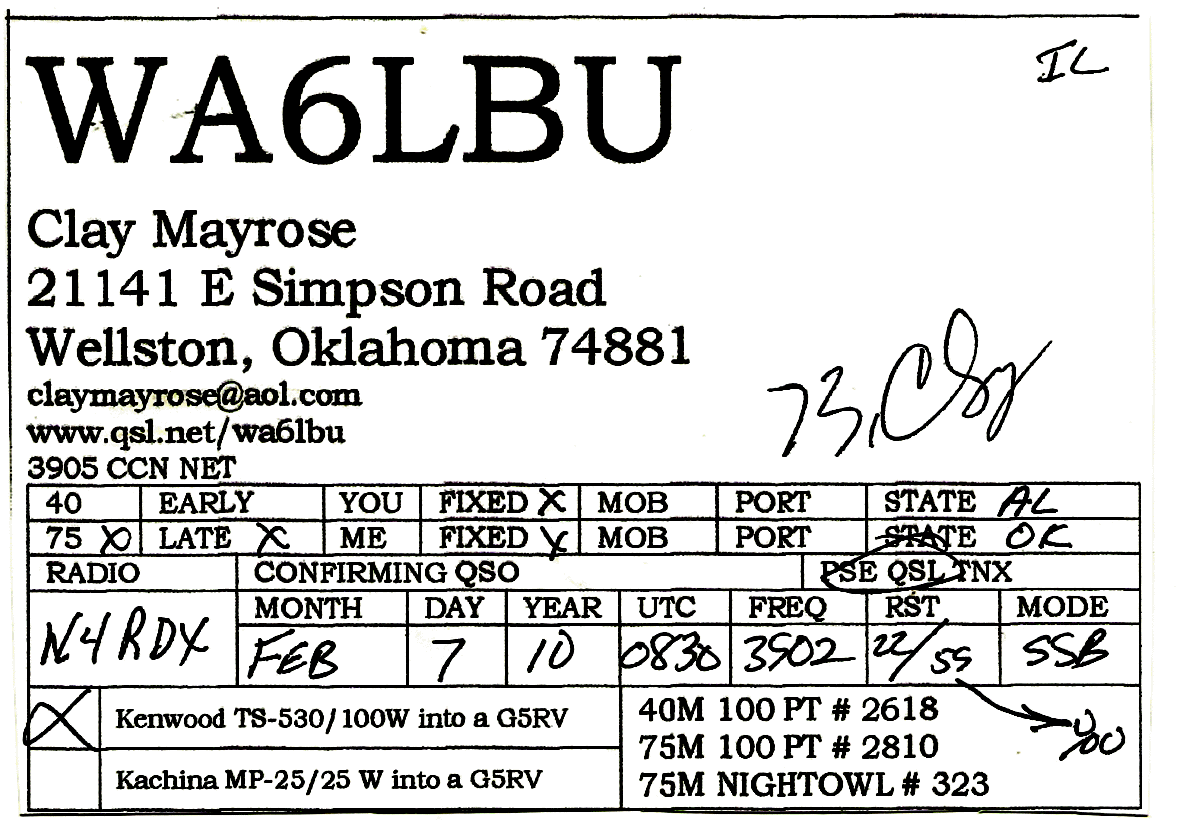 IL
WA6LBU
Clay Mayrose
21141 E Simpson Road
Wellston, Oklahoma 74881
claymayrose@aol.com
www.qsl.net/wa6lbu
3905 CCN NET
73, Clay
40 EARLY YOU FIXED X MOB PORT STATE AL
75 X LATE X ME FIXED X MOB PORT STATE OK
RADIO CONFIRMING QSO PSE QSL TNX
MONTH DAY YEAR UTC FREQ RST MODE
N4RDX FEB 7 10 0830 3902 22/55 SSB
X Kenwood TS-530/100W into a G5RV
Kachina MP-25/25 W into a G5RV
40M 100 PT # 2618
75M 100 PT # 2810
75M NIGHTOWL # 323